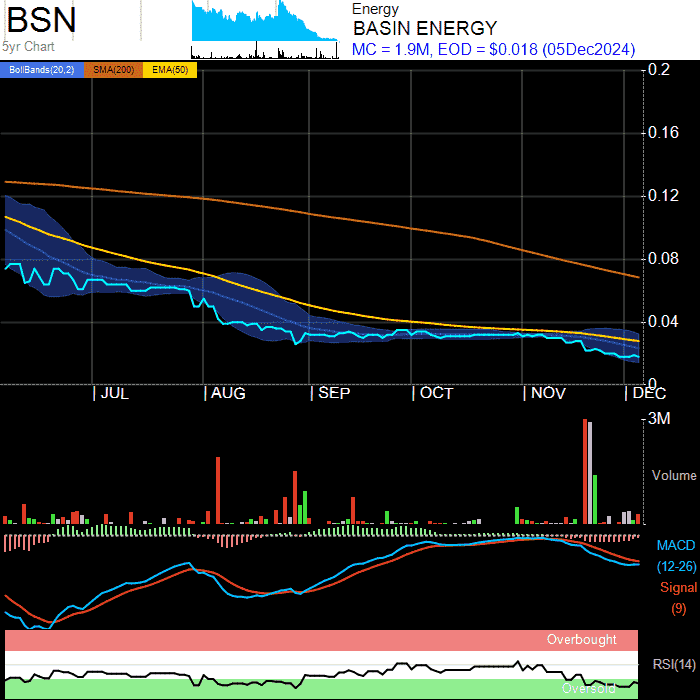 BSN
5yr Chart
Energy
BASIN ENERGY
MC = 1.9M, EOD = $0.018 (05Dec2024)
BollBands(20,2) SMA(200) EMA(50)
0.2
0.16
0.12
0.08
0.04
0
JUL AUG SEP OCT NOV DEC
3M
Volume
MACD
(12-26)
Signal
(9)
Overbought
RSI(14)
Oversold